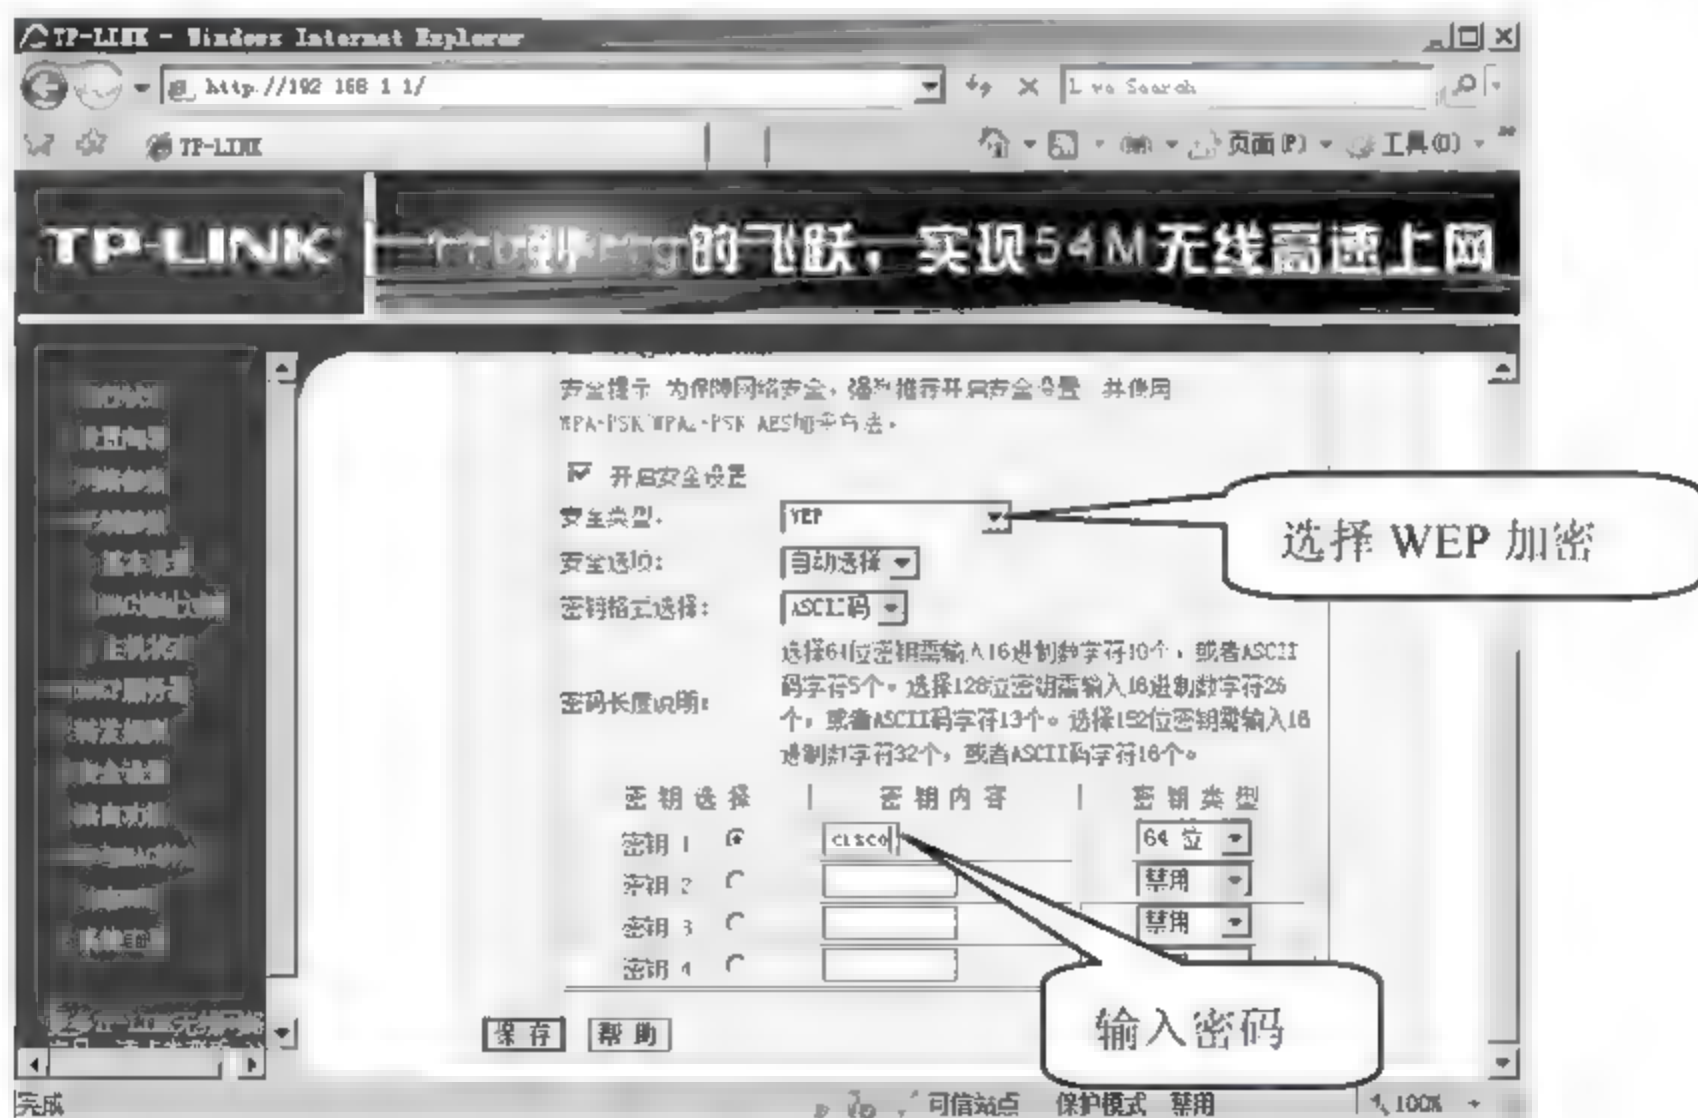 TP-LINK - Windows Internet Explorer
http://192 168 1 1/
Live Search
TP-LINK
页面(P)
工具(O)
TP-LINK
的飞跃，实现54M无线高速上网
安全提示 为保障网络安全，强烈推荐开启安全设置 并使用
WPA-PSK/WPA2-PSK AES加密方法。
开启安全设置
安全类型：
WEP
选择 WEP 加密
安全选项：
自动选择
密钥格式选择：
ASCII码
密码长度说明：
选择64位密钥需输入16进制数字符10个，或者ASCII
码字符5个。选择128位密钥需输入16进制数字符26
个，或者ASCII码字符13个。选择152位密钥需输入16
进制数字符32个，或者ASCII码字符16个。
密钥选择
密钥内容
密钥类型
密钥 1
cisco
64 位
密钥 2
禁用
密钥 3
禁用
密钥 4
输入密码
保存
帮助
完成
可信站点
保护模式 禁用
100%